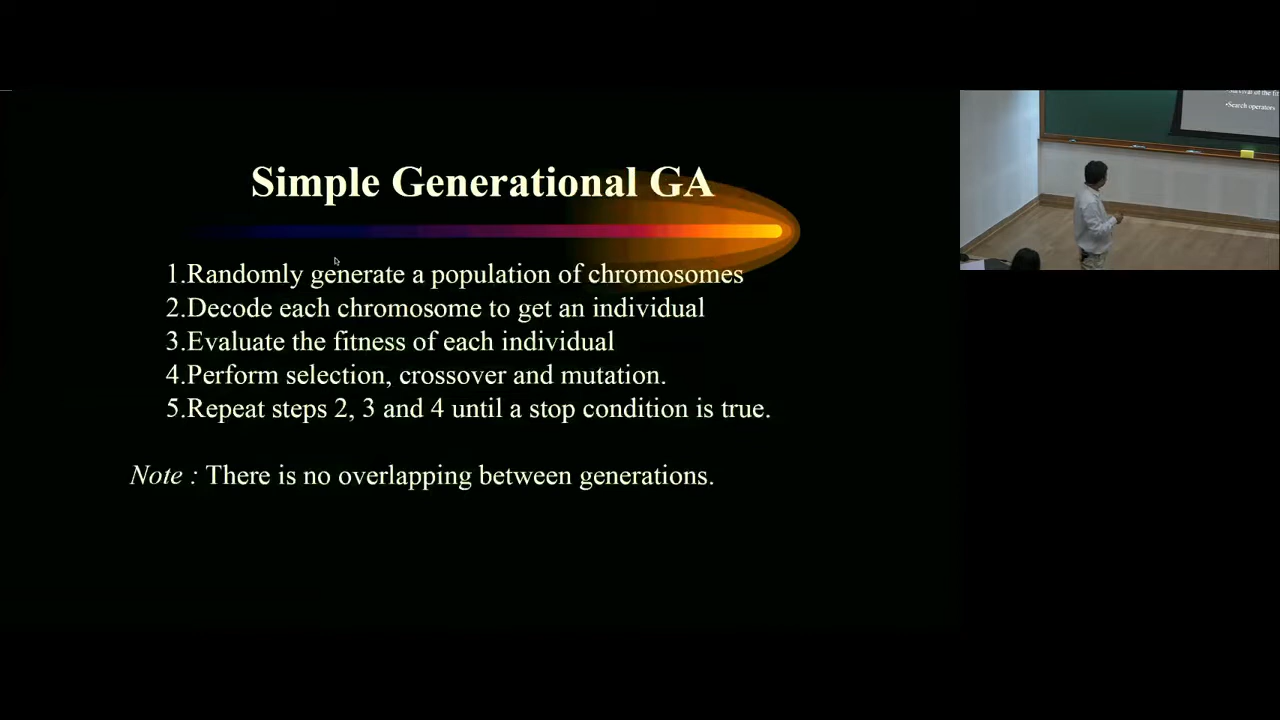 Simple Generational GA
1.Randomly generate a population of chromosomes
2.Decode each chromosome to get an individual
3.Evaluate the fitness of each individual
4.Perform selection, crossover and mutation.
5.Repeat steps 2, 3 and 4 until a stop condition is true.
Note : There is no overlapping between generations.
•Search operators